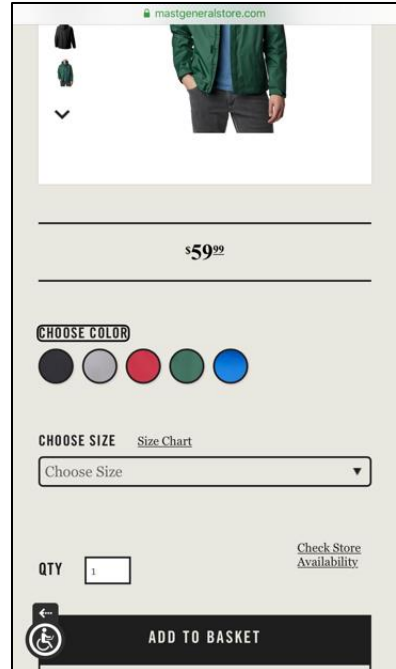 mastgeneralstore.com
$59.99
CHOOSE COLOR
CHOOSE SIZE Size Chart
Choose Size
Check Store
Availability
QTY 1
ADD TO BASKET